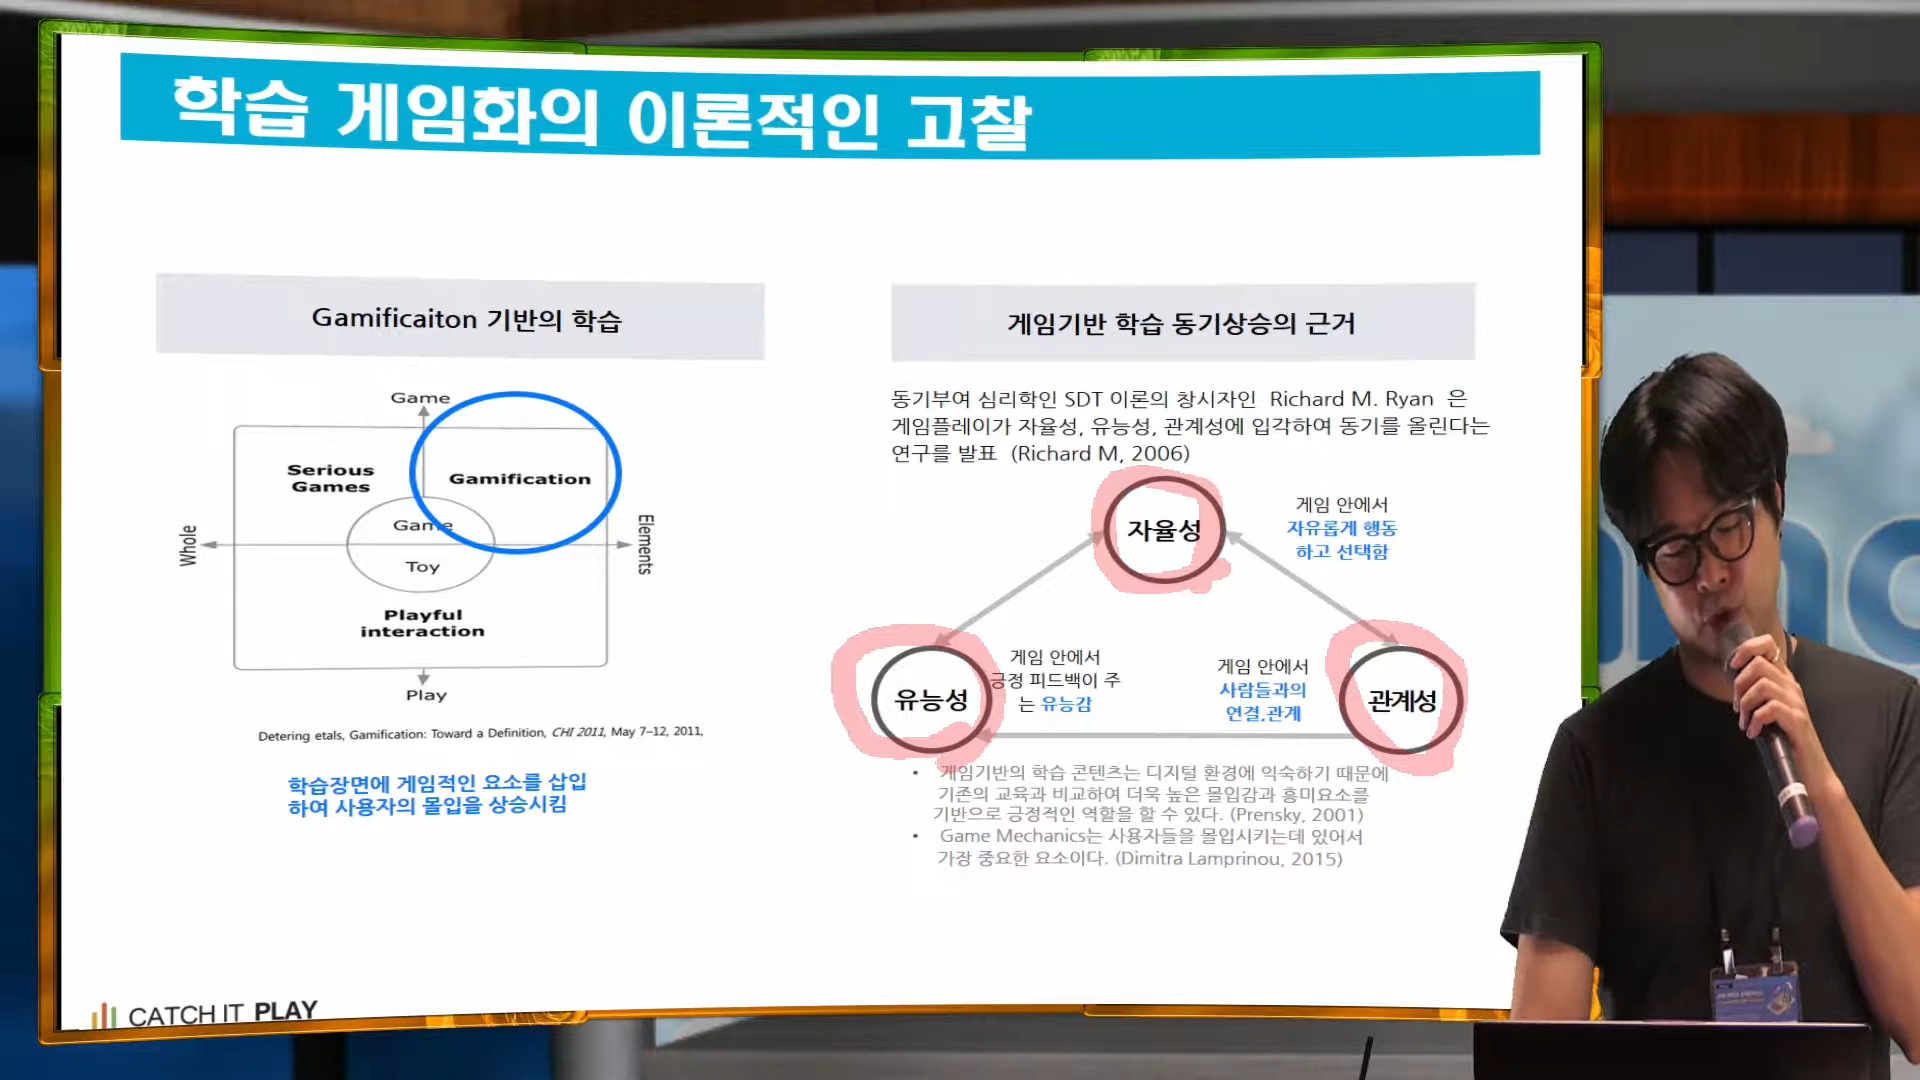 학습 게임화의 이론적인 고찰
Gamificaiton 기반의 학습
Game
Serious
Games
Gamification
Game
Whole
Elements
Toy
Playful
interaction
Play
Detering etals, Gamification: Toward a Definition, CHI 2011, May 7–12, 2011,
학습장면에 게임적인 요소를 삽입
하여 사용자의 몰입을 상승시킴
게임기반 학습 동기상승의 근거
동기부여 심리학인 SDT 이론의 창시자인 Richard M. Ryan 은
게임플레이가 자율성, 유능성, 관계성에 입각하여 동기를 올린다는
연구를 발표 (Richard M, 2006)
자율성
게임 안에서
자유롭게 행동
하고 선택함
유능성
게임 안에서
긍정 피드백이 주
는 유능감
게임 안에서
사람들과의
연결,관계
관계성
• 게임기반의 학습 콘텐츠는 디지털 환경에 익숙하기 때문에
기존의 교육과 비교하여 더욱 높은 몰입감과 흥미요소를
기반으로 긍정적인 역할을 할 수 있다. (Prensky, 2001)
• Game Mechanics는 사용자들을 몰입시키는데 있어서
가장 중요한 요소이다. (Dimitra Lamprinou, 2015)
CATCH IT PLAY